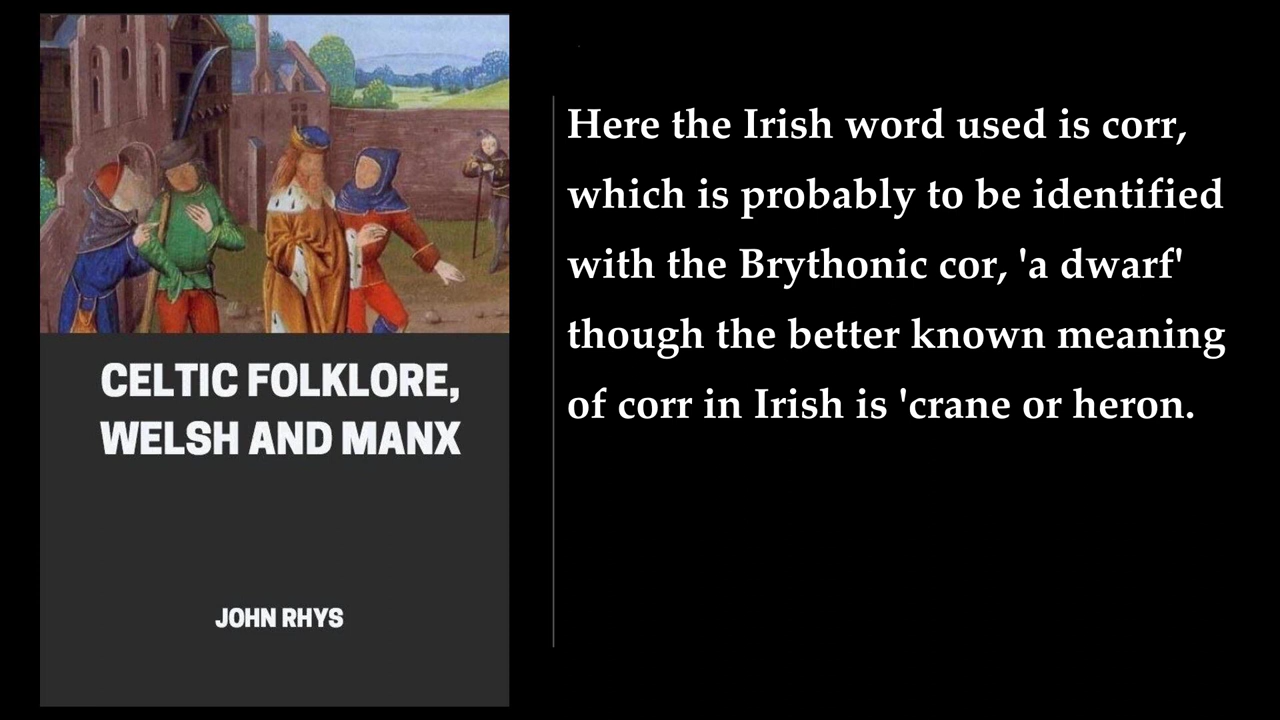 CELTIC FOLKLORE,
WELSH AND MANX
JOHN RHYS
Here the Irish word used is corr,
which is probably to be identified
with the Brythonic cor, 'a dwarf'
though the better known meaning
of corr in Irish is 'crane or heron.